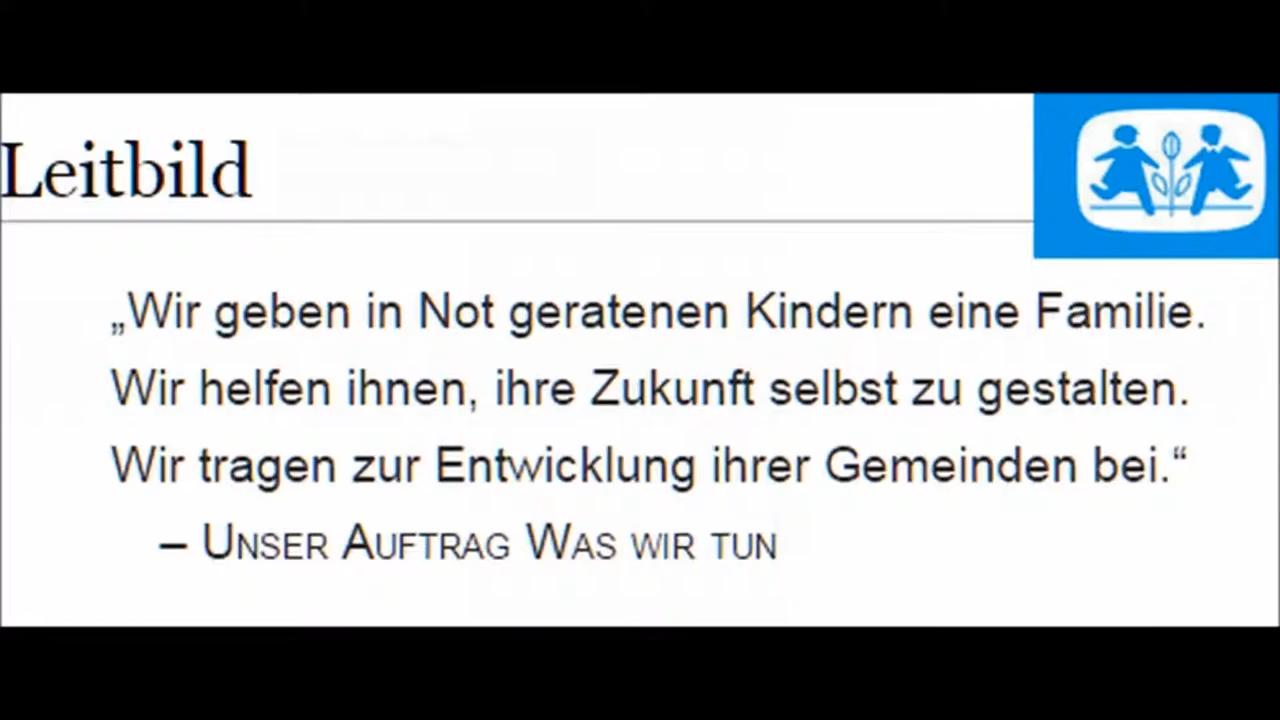 Leitbild
„Wir geben in Not geratenen Kindern eine Familie.
Wir helfen ihnen, ihre Zukunft selbst zu gestalten.
Wir tragen zur Entwicklung ihrer Gemeinden bei.“
– UNSER AUFTRAG WAS WIR TUN